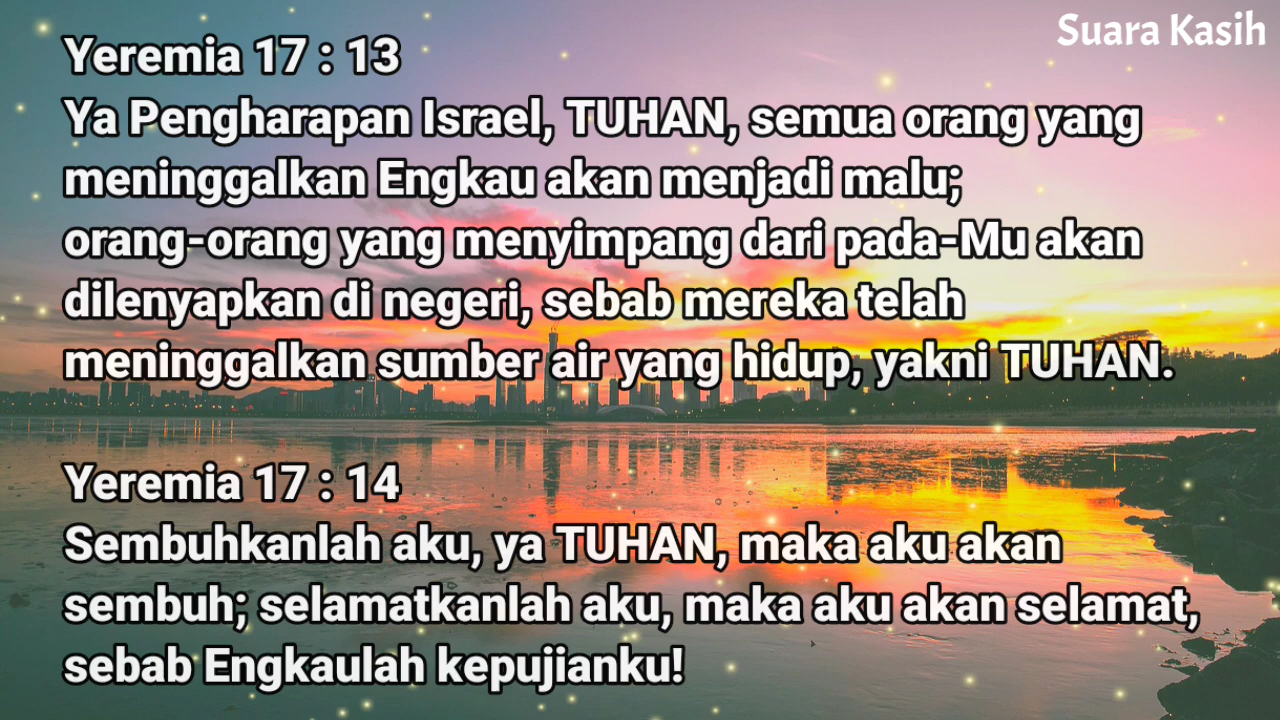 Suara Kasih
Yeremia 17 : 13
Ya Pengharapan Israel, TUHAN, semua orang yang
meninggalkan Engkau akan menjadi malu;
orang-orang yang menyimpang dari pada-Mu akan
dilenyapkan di negeri, sebab mereka telah
meninggalkan sumber air yang hidup, yakni TUHAN.
Yeremia 17 : 14
Sembuhkanlah aku, ya TUHAN, maka aku akan
sembuh; selamatkanlah aku, maka aku akan selamat,
sebab Engkaulah kepujianku!